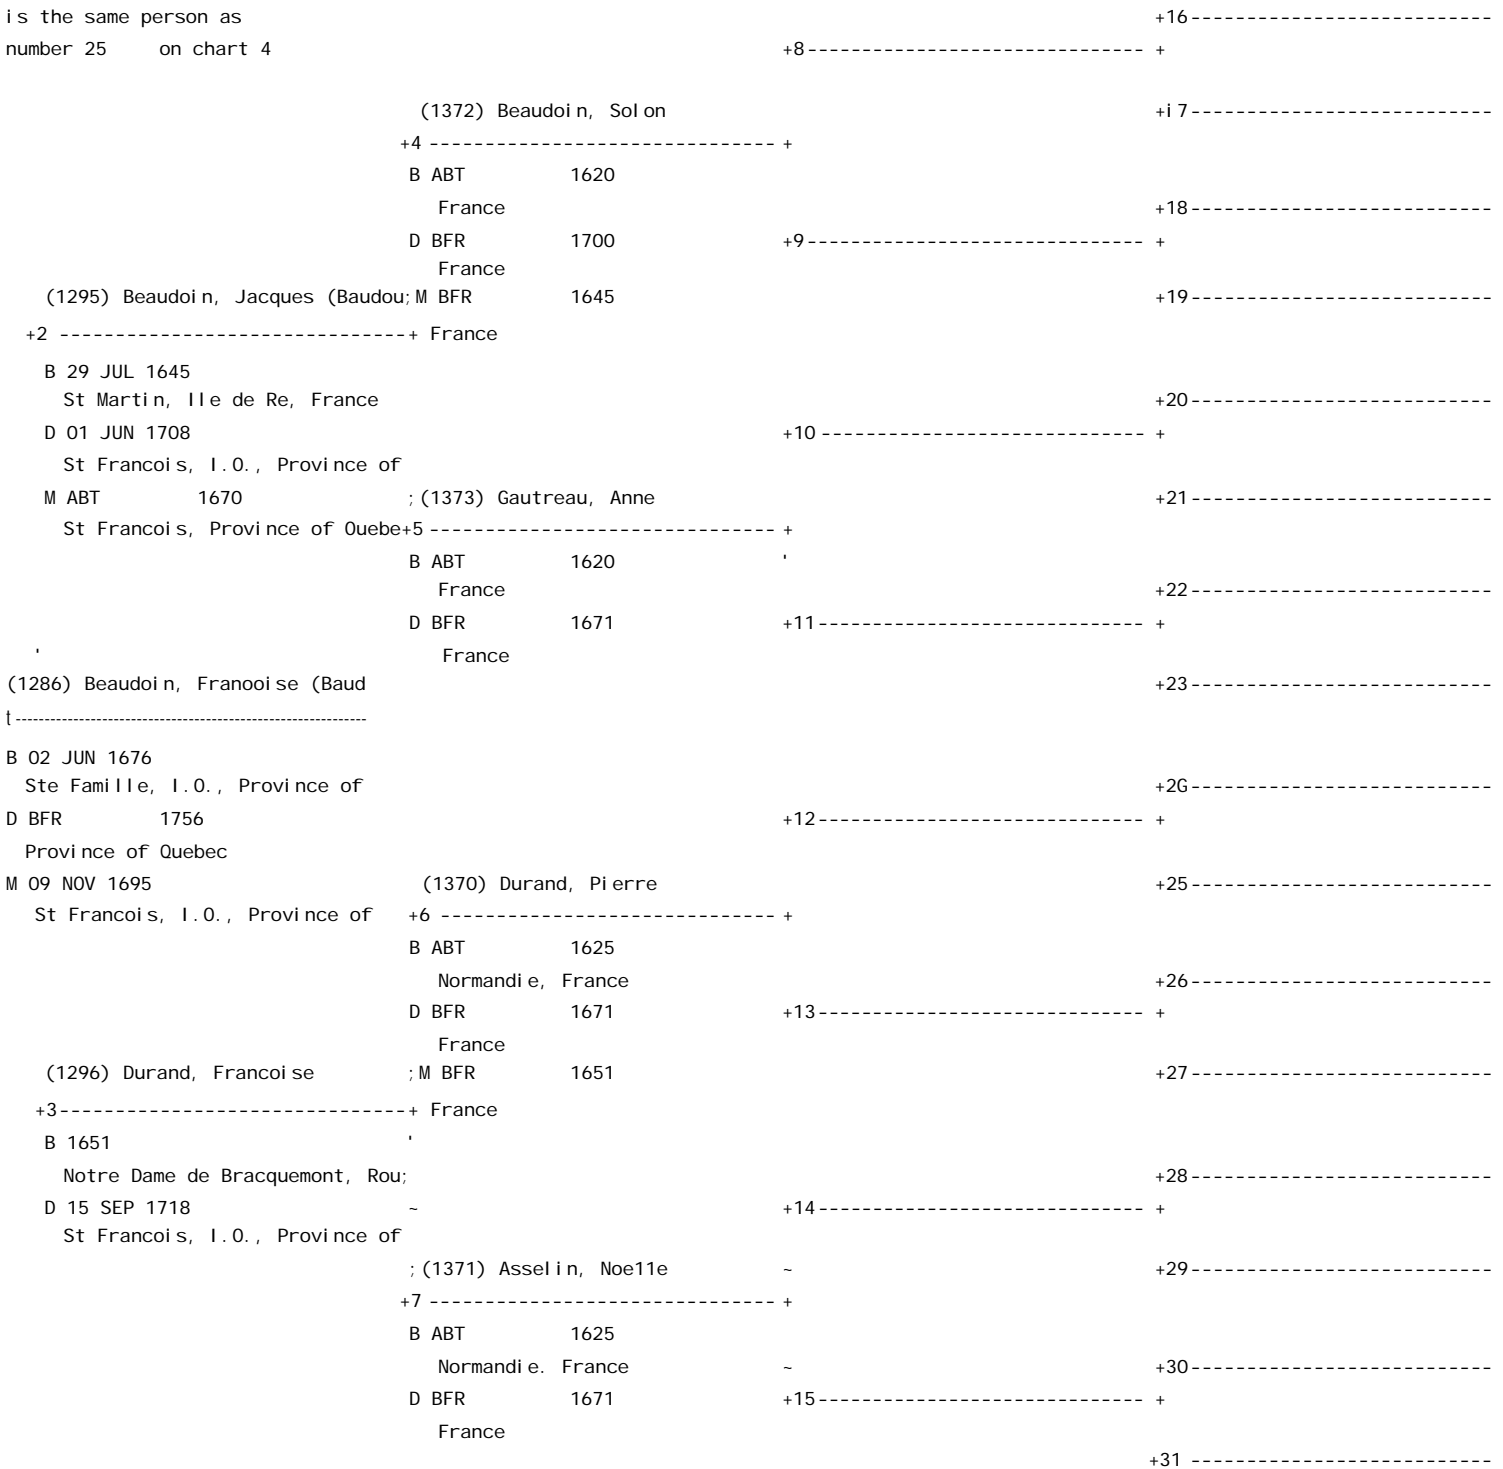 is the same person as +16---------------------------
number 25 on chart 4 +8------------------------------ +
(1372) Beaudoin, Solon +i7---------------------------
+4 ------------------------------- +
B ABT 1620
France +18---------------------------
D BFR 1700 +9------------------------------ +
France
(1295) Beaudoin, Jacques (Baudou;M BFR 1645 +19---------------------------
+2 -------------------------------+ France
B 29 JUL 1645
St Martin, Ile de Re, France +20---------------------------
D 01 JUN 1708 +10 ----------------------------- +
St Francois, I.O., Province of
M ABT 1670 ;(1373) Gautreau, Anne +21---------------------------
St Francois, Province of Ouebe+5 ------------------------------- +
B ABT 1620 '
France +22---------------------------
D BFR 1671 +11----------------------------- +
' France
(1286) Beaudoin, Franooise (Baud +23---------------------------
t-------------------------------------------------------------
B 02 JUN 1676
Ste Famille, I.O., Province of +2G---------------------------
D BFR 1756 +12----------------------------- +
Province of Quebec
M 09 NOV 1695 (1370) Durand, Pierre +25---------------------------
St Francois, I.O., Province of +6 ------------------------------ +
B ABT 1625
Normandie, France +26---------------------------
D BFR 1671 +13----------------------------- +
France
(1296) Durand, Francoise ;M BFR 1651 +27---------------------------
+3-------------------------------+ France
B 1651 '
Notre Dame de Bracquemont, Rou; +28---------------------------
D 15 SEP 1718 ~ +14----------------------------- +
St Francois, I.O., Province of
;(1371) Asselin, Noe11e ~ +29---------------------------
+7 ------------------------------- +
B ABT 1625
Normandie. France ~ +30---------------------------
D BFR 1671 +15----------------------------- +
France
+31 ---------------------------